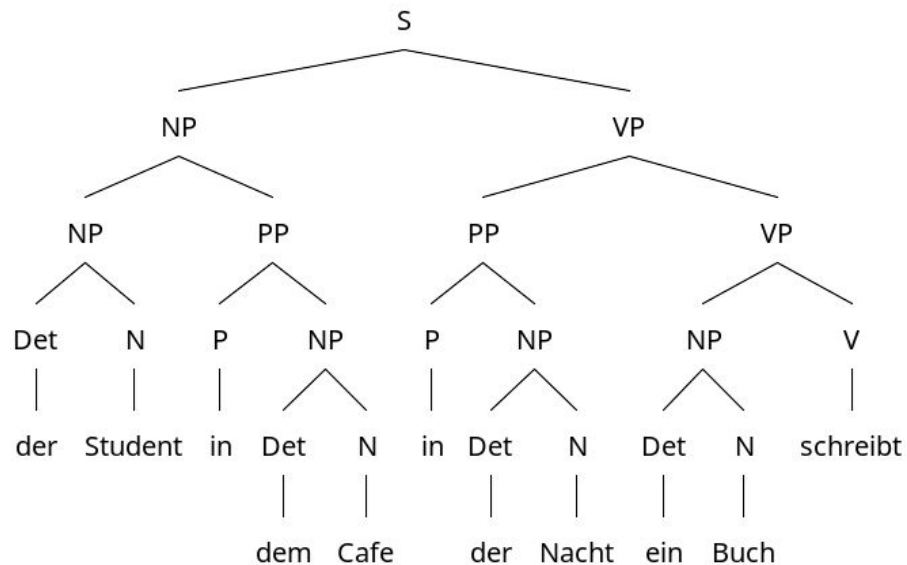 S
NP VP
NP PP PP VP
Det N P NP P NP NP V
der Student in Det N in Det N Det N schreibt
dem Cafe der Nacht ein Buch